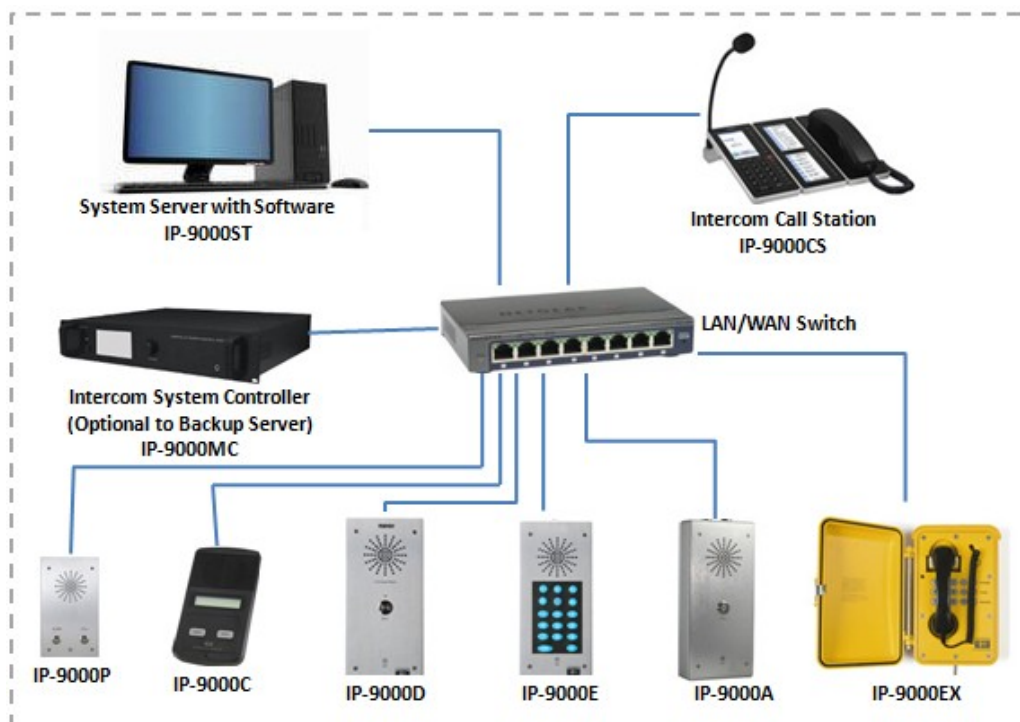 System Server with Software
IP-9000ST
Intercom Call Station
IP-9000CS
NETGEAR
LAN/WAN Switch
Intercom System Controller
(Optional to Backup Server)
IP-9000MC
IP-9000P
IP-9000C
IP-9000D
IP-9000E
IP-9000A
IP-9000EX